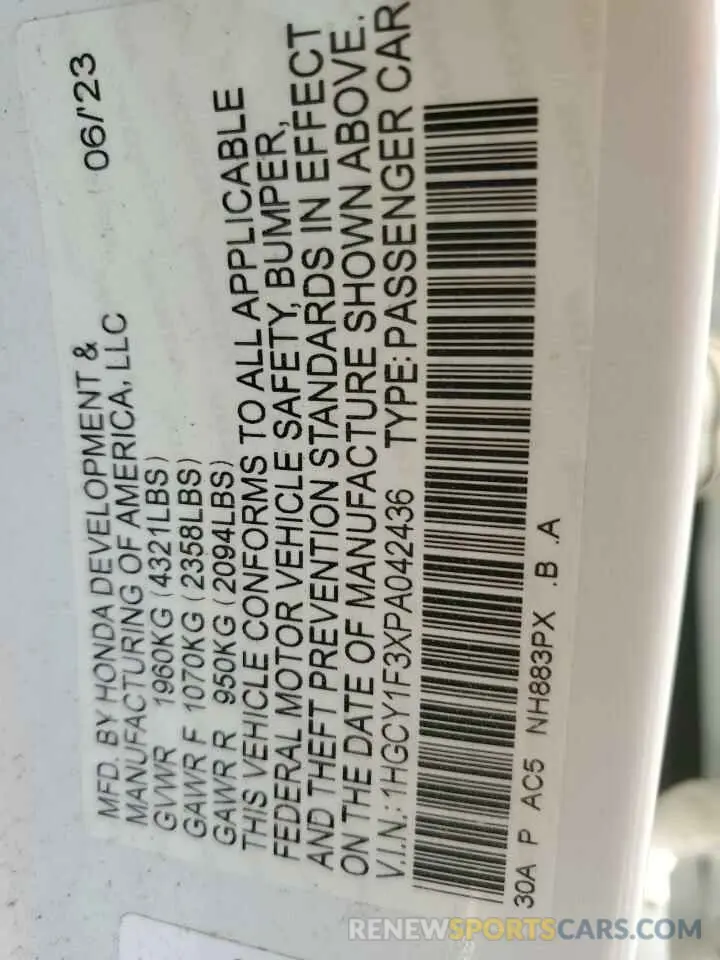 MFD. BY HONDA DEVELOPMENT & 06/'23
MANUFACTURING OF AMERICA, LLC
GVWR 1960KG (4321LBS)
GAWR F 1070KG (2358LBS)
GAWR R 950KG (2094LBS)
THIS VEHICLE CONFORMS TO ALL APPLICABLE
FEDERAL MOTOR VEHICLE SAFETY, BUMPER,
AND THEFT PREVENTION STANDARDS IN EFFECT
ON THE DATE OF MANUFACTURE SHOWN ABOVE.
V.I.N.: 1HGCY1F3XPA042436 TYPE: PASSENGER CAR
30A P AC5 NH883PX .B .A
RENEWSPORTSCARS.COM